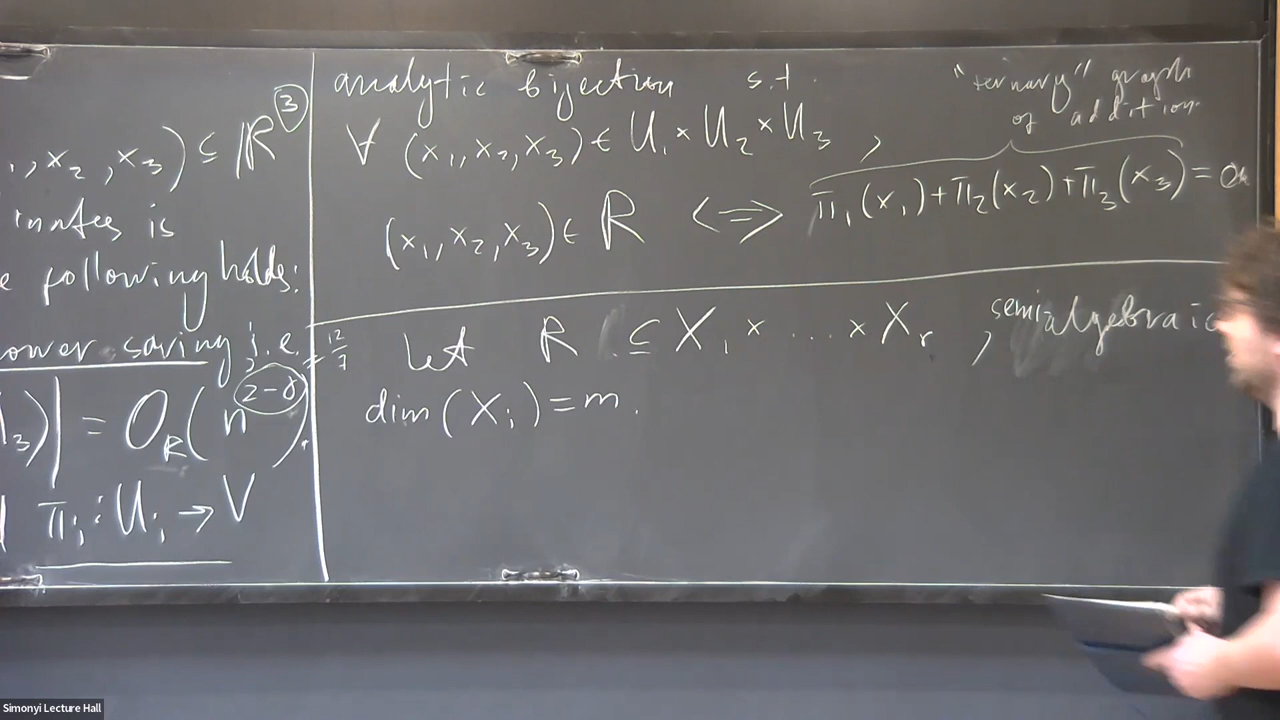 , x₂, x₃) ⊆ ℝ³
inates is
e following holds:
ower saving, i.e.
₃)| = O_R(n^{2-γ}).
= 12/7
π_i : U_i → V
analytic bijection s.t.
∀ (x₁, x₂, x₃) ∈ U₁ × U₂ × U₃ ,
"ternary" graph
of addition.
(x₁, x₂, x₃) ∈ R <=> π₁(x₁) + π₂(x₂) + π₃(x₃) = 0
let R ⊆ X₁ × ... × X_r , semialgebraic
dim(X_i) = m.
Simonyi Lecture Hall